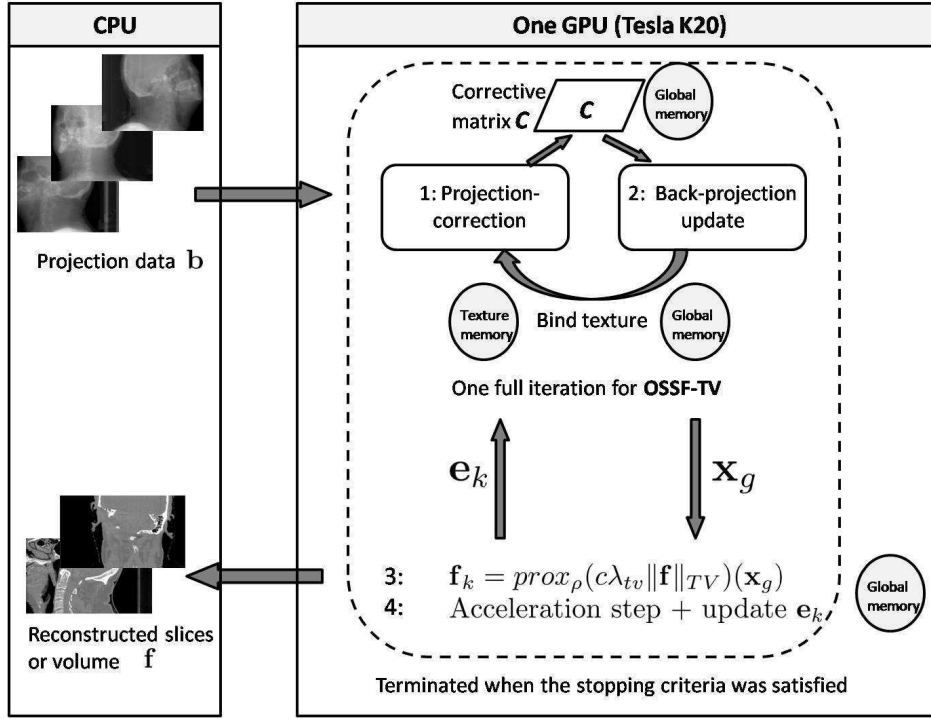 CPU
Projection data b
Reconstructed slices
or volume f
One GPU (Tesla K20)
Corrective
matrix C
C
Global
memory
1: Projection-
correction
2: Back-projection
update
Texture
memory
Bind texture
Global
memory
One full iteration for OSSF-TV
e_k
x_g
3: f_k = prox_ρ(cλ_tv‖f‖_TV)(x_g)
4: Acceleration step + update e_k
Global
memory
Terminated when the stopping criteria was satisfied